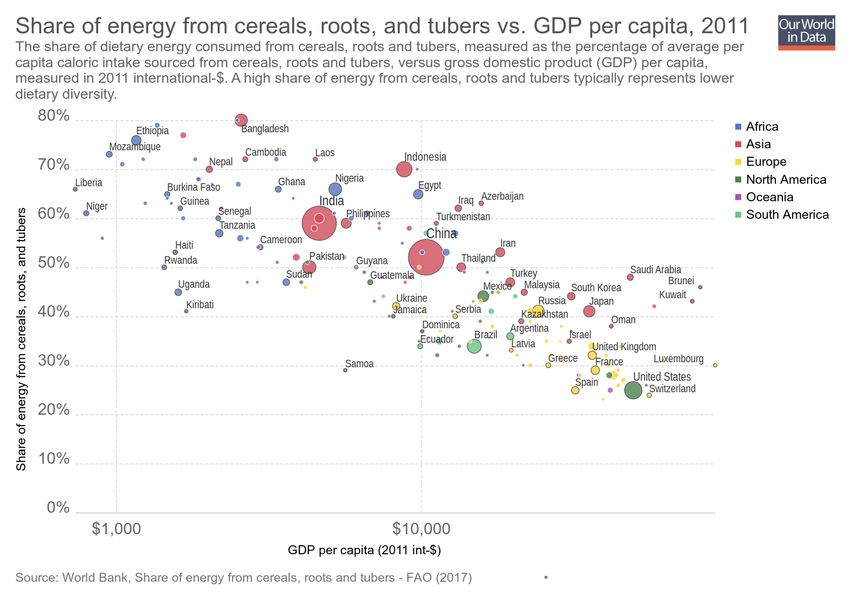 Share of energy from cereals, roots, and tubers vs. GDP per capita, 2011
Our World
in Data
The share of dietary energy consumed from cereals, roots and tubers, measured as the percentage of average per
capita caloric intake sourced from cereals, roots and tubers, versus gross domestic product (GDP) per capita,
measured in 2011 international-$. A high share of energy from cereals, roots and tubers typically represents lower
dietary diversity.
80%
70%
60%
50%
40%
30%
20%
10%
0%
Share of energy from cereals, roots, and tubers
Ethiopia
Bangladesh
Mozambique
Nepal
Cambodia
Laos
Indonesia
Liberia
Burkina Faso
Ghana
Nigeria
Egypt
Niger
Guinea
India
Iraq
Azerbaijan
Senegal
Philippines
Turkmenistan
Tanzania
Cameroon
China
Iran
Haiti
Rwanda
Pakistan
Guyana
Thailand
Uganda
Sudan
Guatemala
Turkey
Saudi Arabia
Mexico
Malaysia
South Korea
Brunei
Kuwait
Kiribati
Ukraine
Jamaica
Serbia
Russia
Japan
Kazakhstan
Oman
Dominica
Argentina
Ecuador
Brazil
Latvia
Israel
United Kingdom
Samoa
Greece
France
Luxembourg
Spain
United States
Switzerland
$1,000
$10,000
GDP per capita (2011 int-$)
Africa
Asia
Europe
North America
Oceania
South America
Source: World Bank, Share of energy from cereals, roots and tubers - FAO (2017)